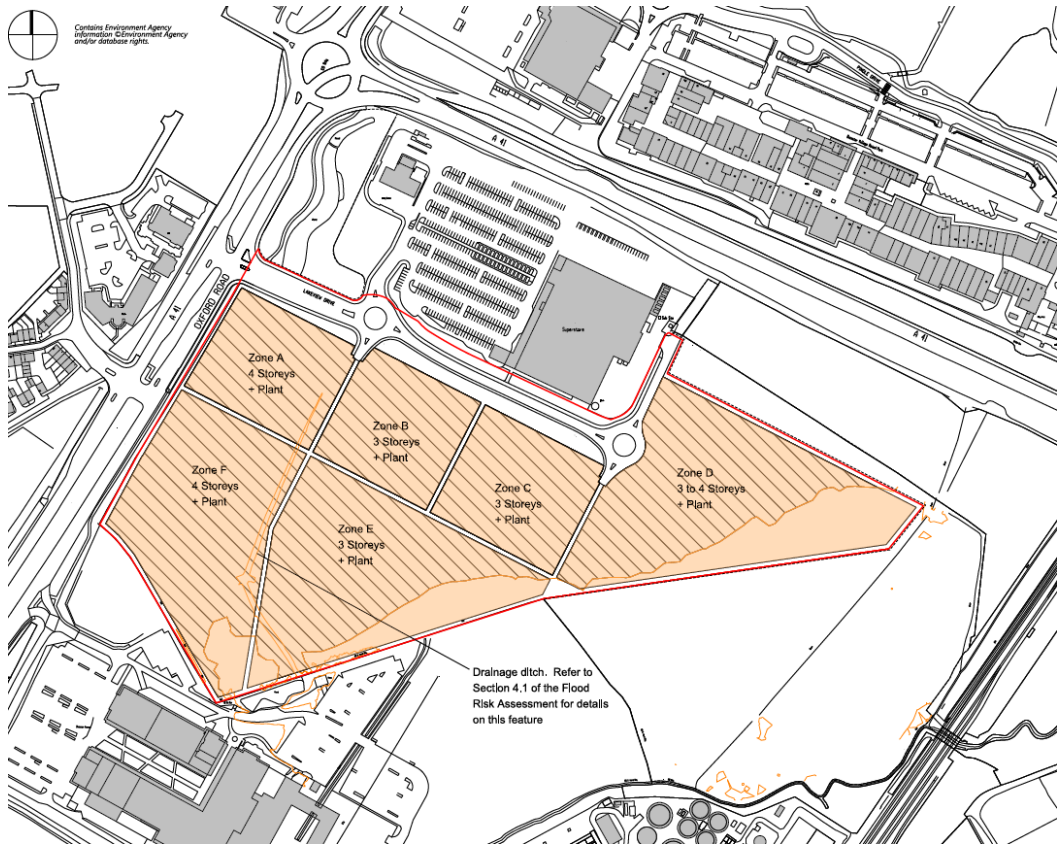 Contains Environment Agency
information ©Environment Agency
and/or database rights.
A 41
OXFORD ROAD
A 41
LAKEVIEW DRIVE
PINGLE DRIVE
Superstore
A 41
Zone A
4 Storeys
+ Plant
Zone B
3 Storeys
+ Plant
Zone C
3 Storeys
+ Plant
Zone D
3 to 4 Storeys
+ Plant
Zone F
4 Storeys
+ Plant
Zone E
3 Storeys
+ Plant
Drainage ditch. Refer to
Section 4.1 of the Flood
Risk Assessment for details
on this feature